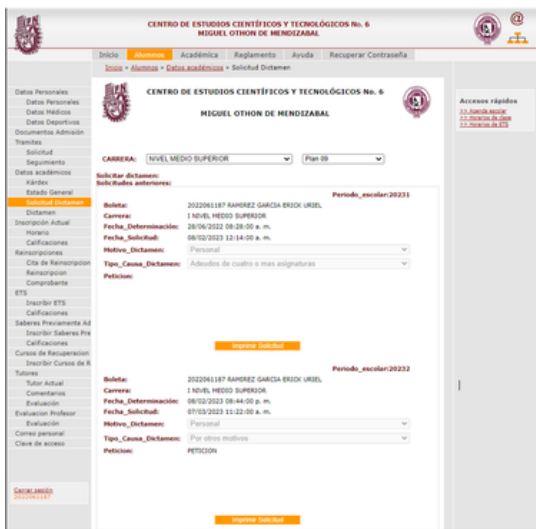 CENTRO DE ESTUDIOS CIENTÍFICOS Y TECNOLÓGICOS No. 6
MIGUEL OTHON DE MENDIZABAL
Inicio Alumnos Académica Reglamento Ayuda Recuperar Contraseña
Inicio > Alumnos > Datos académicos > Solicitud Dictamen
Datos Personales
Datos Personales
Datos Médicos
Datos Deportivos
Documentos Admisión
Tramites
Solicitud
Seguimiento
Datos académicos
Kárdex
Estado General
Solicitud Dictamen
Dictamen
Inscripción Actual
Horario
Calificaciones
Reinscripciones
Cita de Reinscripcion
Reinscripcion
Comprobante
ETS
Inscribir ETS
Calificaciones
Saberes Previamente Ad
Inscribir Saberes Pre
Calificaciones
Cursos de Recuperacion
Inscribir Cursos de R
Tutores
Tutor Actual
Comentarios
Evaluación
Evaluacion Profesor
Evaluación
Correo personal
Clave de acceso
Cerrar sesión
2022061187
CENTRO DE ESTUDIOS CIENTÍFICOS Y TECNOLÓGICOS No. 6
MIGUEL OTHON DE MENDIZABAL
CARRERA: NIVEL MEDIO SUPERIOR Plan 09
Solicitar dictamen:
Solicitudes anteriores:
Periodo_escolar:20231
Boleta: 2022061187 RAMIREZ GARCIA ERICK URIEL
Carrera: I NIVEL MEDIO SUPERIOR
Fecha_Determinación: 28/06/2022 08:28:00 a. m.
Fecha_Solicitud: 08/02/2023 12:14:00 a. m.
Motivo_Dictamen: Personal
Tipo_Causa_Dictamen: Adeudos de cuatro o mas asignaturas
Peticion:
Imprimir Solicitud
Periodo_escolar:20232
Boleta: 2022061187 RAMIREZ GARCIA ERICK URIEL
Carrera: I NIVEL MEDIO SUPERIOR
Fecha_Determinación: 08/02/2023 08:44:00 p. m.
Fecha_Solicitud: 07/03/2023 11:22:00 a. m.
Motivo_Dictamen: Personal
Tipo_Causa_Dictamen: Por otros motivos
Peticion: PETICION
Imprimir Solicitud
Accesos rápidos
>> Agenda escolar
>> Horarios de clase
>> Horarios de ETS